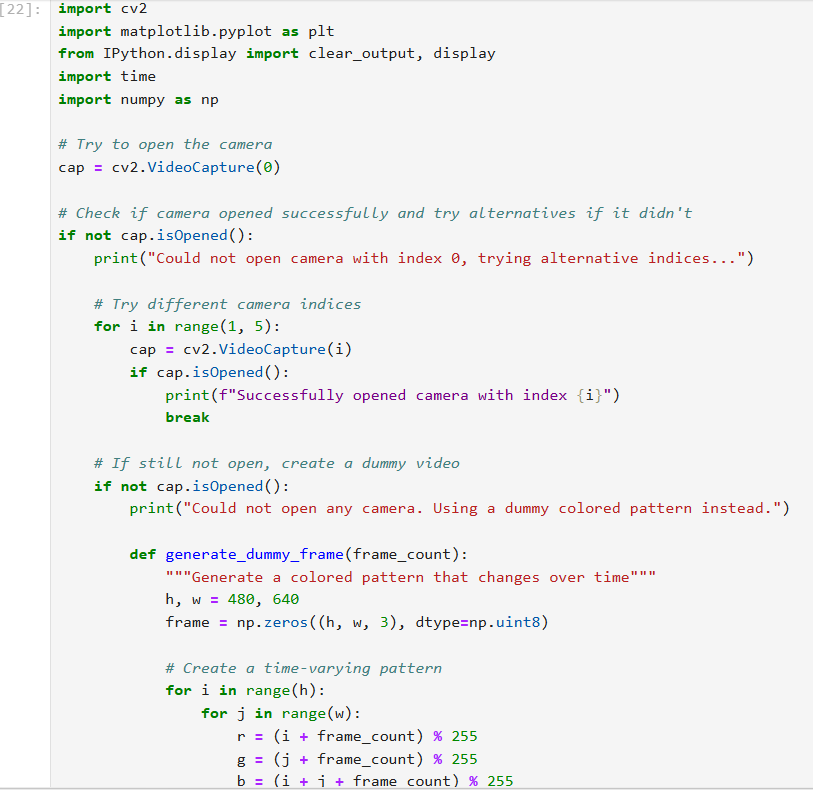 [22]:
import cv2
import matplotlib.pyplot as plt
from IPython.display import clear_output, display
import time
import numpy as np

# Try to open the camera
cap = cv2.VideoCapture(0)

# Check if camera opened successfully and try alternatives if it didn't
if not cap.isOpened():
    print("Could not open camera with index 0, trying alternative indices...")

    # Try different camera indices
    for i in range(1, 5):
        cap = cv2.VideoCapture(i)
        if cap.isOpened():
            print(f"Successfully opened camera with index {i}")
            break

    # If still not open, create a dummy video
    if not cap.isOpened():
        print("Could not open any camera. Using a dummy colored pattern instead.")

        def generate_dummy_frame(frame_count):
            """Generate a colored pattern that changes over time"""
            h, w = 480, 640
            frame = np.zeros((h, w, 3), dtype=np.uint8)

            # Create a time-varying pattern
            for i in range(h):
                for j in range(w):
                    r = (i + frame_count) % 255
                    g = (j + frame_count) % 255
                    b = (i + j + frame_count) % 255